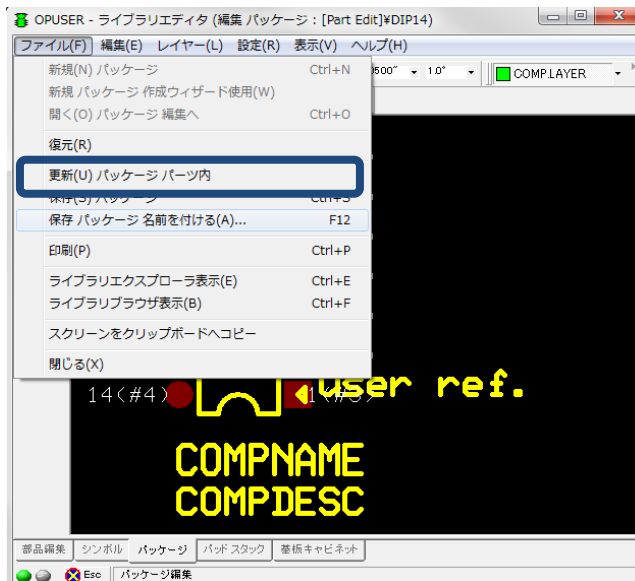 OPUSER - ライブラリエディタ (編集 パッケージ : [Part Edit]¥DIP14)
ファイル(F) 編集(E) レイヤー(L) 設定(R) 表示(V) ヘルプ(H)
新規(N) パッケージ Ctrl+N
1.0° COMP.LAYER
新規 パッケージ 作成ウィザード使用(W)
開く(O) パッケージ 編集へ Ctrl+O
復元(R)
更新(U) パッケージ パーツ内
保存(S) パッケージ Ctrl+S
保存 パッケージ 名前を付ける(A)... F12
印刷(P) Ctrl+P
ライブラリエクスプローラ表示(E) Ctrl+E
ライブラリブラウザ表示(B) Ctrl+F
スクリーンをクリップボードへコピー
閉じる(X)
user ref.
14(#4)
COMPNAME
COMPDESC
部品編集 シンボル パッケージ パッド スタック 基板キャビネット
Esc パッケージ編集